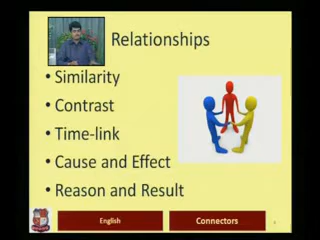 Relationships
• Similarity
• Contrast
• Time-link
• Cause and Effect
• Reason and Result
English
Connectors